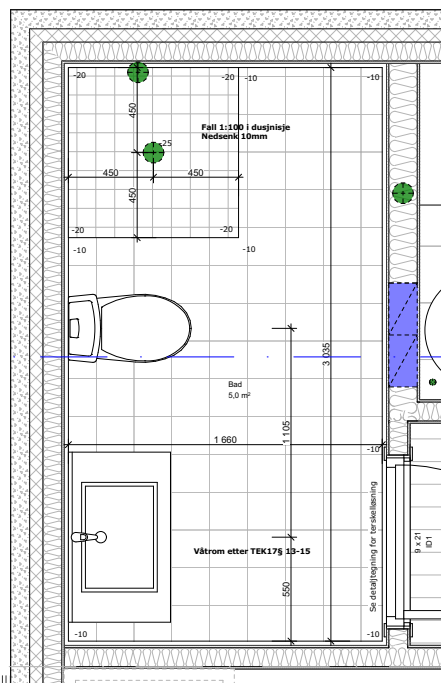 -20
-20
-10
-10
450
Fall 1:100 i dusjnisje
Nedsenk 10mm
-25
450
450
450
-20
-20
-10
-10
3 035
Bad
5,0 m²
1 105
1 660
-10
Se detaljtegning for terskelløsning
9 x 21
ID1
Våtrom etter TEK17§ 13-15
550
-10
-10